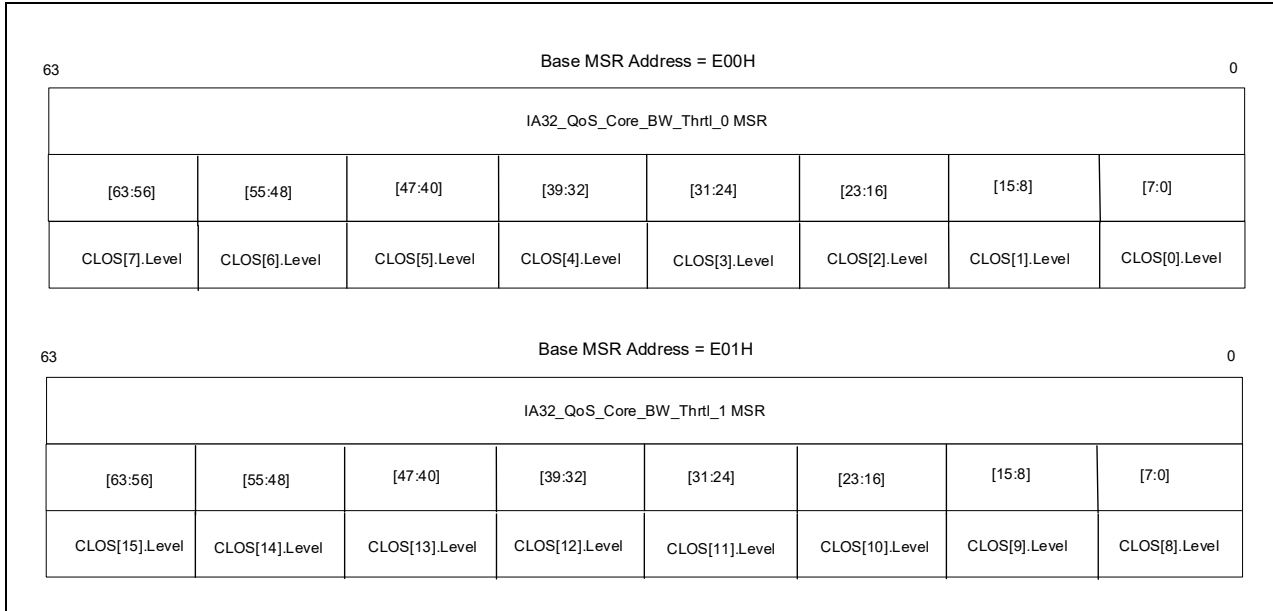 Base MSR Address = E00H
63 0
IA32_QoS_Core_BW_Thrtl_0 MSR
[63:56] [55:48] [47:40] [39:32] [31:24] [23:16] [15:8] [7:0]
CLOS[7].Level CLOS[6].Level CLOS[5].Level CLOS[4].Level CLOS[3].Level CLOS[2].Level CLOS[1].Level CLOS[0].Level
Base MSR Address = E01H
63 0
IA32_QoS_Core_BW_Thrtl_1 MSR
[63:56] [55:48] [47:40] [39:32] [31:24] [23:16] [15:8] [7:0]
CLOS[15].Level CLOS[14].Level CLOS[13].Level CLOS[12].Level CLOS[11].Level CLOS[10].Level CLOS[9].Level CLOS[8].Level